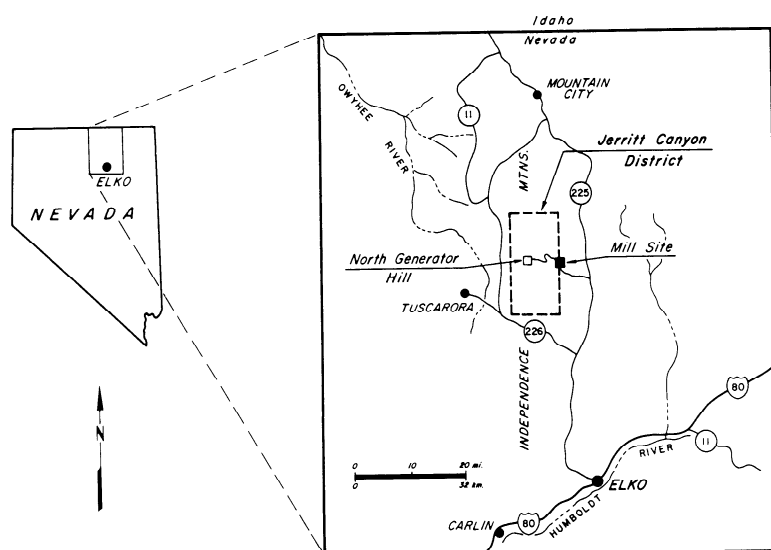 Idaho
Nevada
MOUNTAIN
CITY
OWYHEE
RIVER
11
MTNS.
Jerritt Canyon
District
225
ELKO
NEVADA
North Generator
Hill
Mill Site
TUSCARORA
226
INDEPENDENCE
80
N
11
0 10 20 mi.
0 32 km.
RIVER
ELKO
HUMBOLDT
80
CARLIN